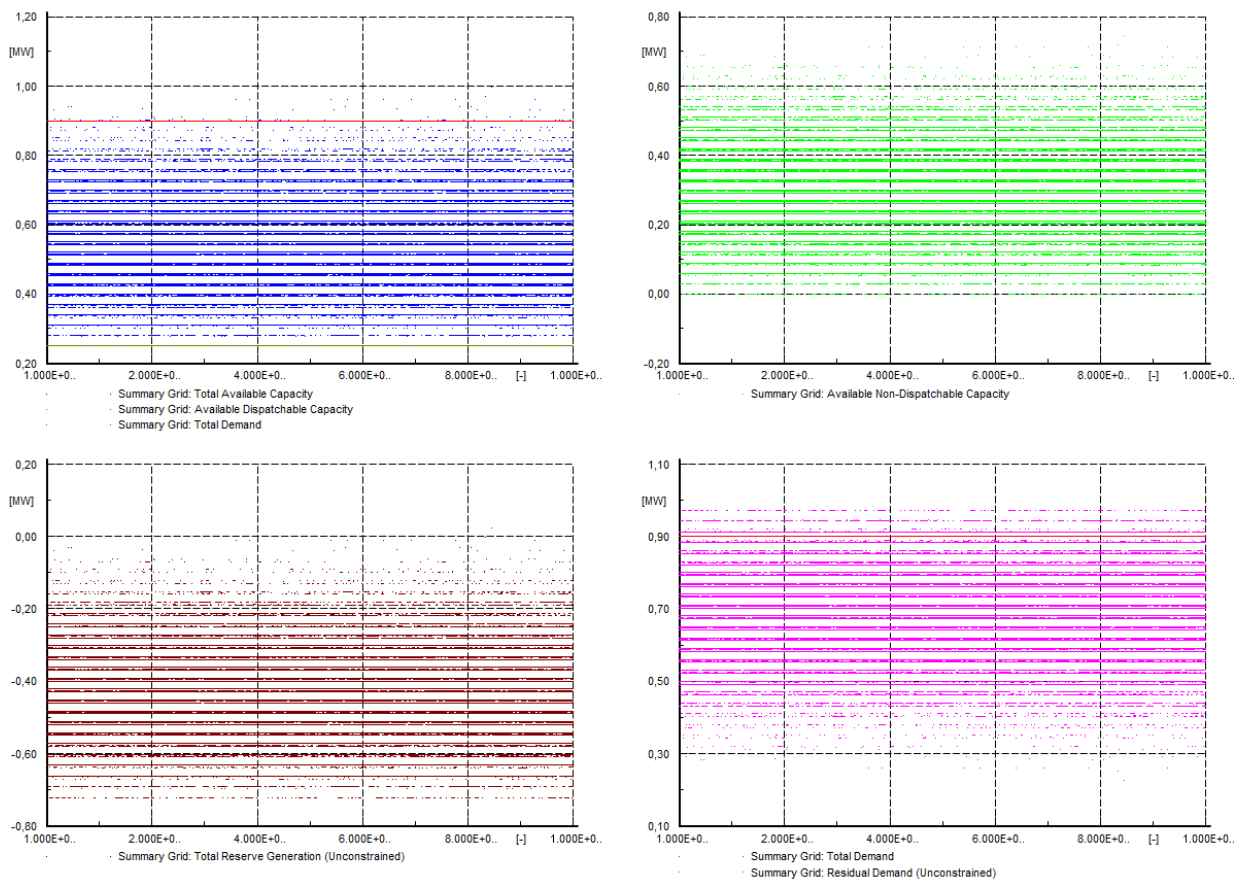 1,20
[MW]
1,00
0,80
0,60
0,40
0,20
1.000E+0.. 2.000E+0.. 4.000E+0.. 6.000E+0.. 8.000E+0.. [-] 1.000E+0..
Summary Grid: Total Available Capacity
Summary Grid: Available Dispatchable Capacity
Summary Grid: Total Demand
0,80
[MW]
0,60
0,40
0,20
0,00
-0,20
1.000E+0.. 2.000E+0.. 4.000E+0.. 6.000E+0.. 8.000E+0.. [-] 1.000E+0..
Summary Grid: Available Non-Dispatchable Capacity
0,20
[MW]
0,00
-0,20
-0,40
-0,60
-0,80
1.000E+0.. 2.000E+0.. 4.000E+0.. 6.000E+0.. 8.000E+0.. [-] 1.000E+0..
Summary Grid: Total Reserve Generation (Unconstrained)
1,10
[MW]
0,90
0,70
0,50
0,30
0,10
1.000E+0.. 2.000E+0.. 4.000E+0.. 6.000E+0.. 8.000E+0.. [-] 1.000E+0..
Summary Grid: Total Demand
Summary Grid: Residual Demand (Unconstrained)